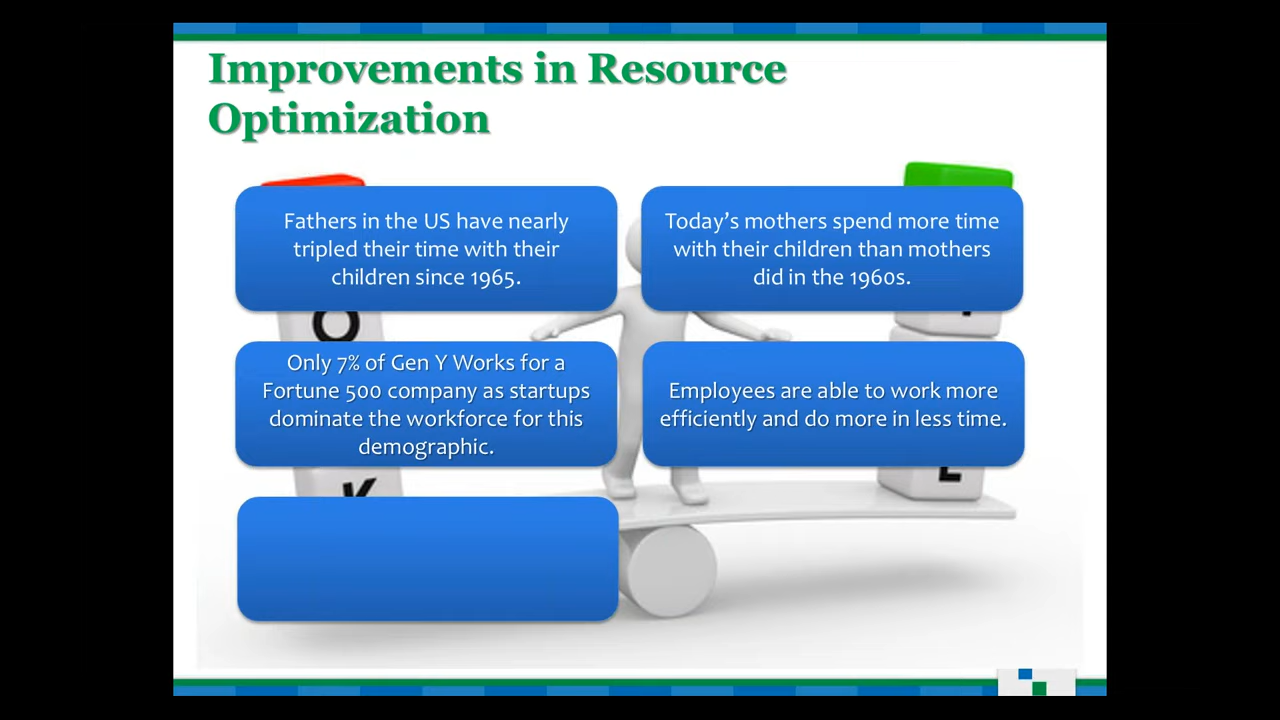 Improvements in Resource
Optimization
Fathers in the US have nearly
tripled their time with their
children since 1965.
Today's mothers spend more time
with their children than mothers
did in the 1960s.
O
Only 7% of Gen Y Works for a
Fortune 500 company as startups
dominate the workforce for this
demographic.
Employees are able to work more
efficiently and do more in less time.
K